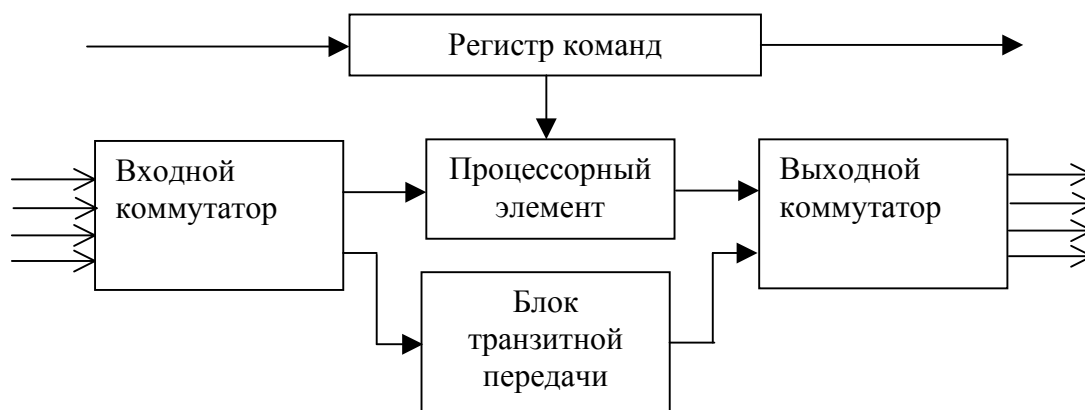 Регистр команд
Входной
коммутатор
Процессорный
элемент
Выходной
коммутатор
Блок
транзитной
передачи